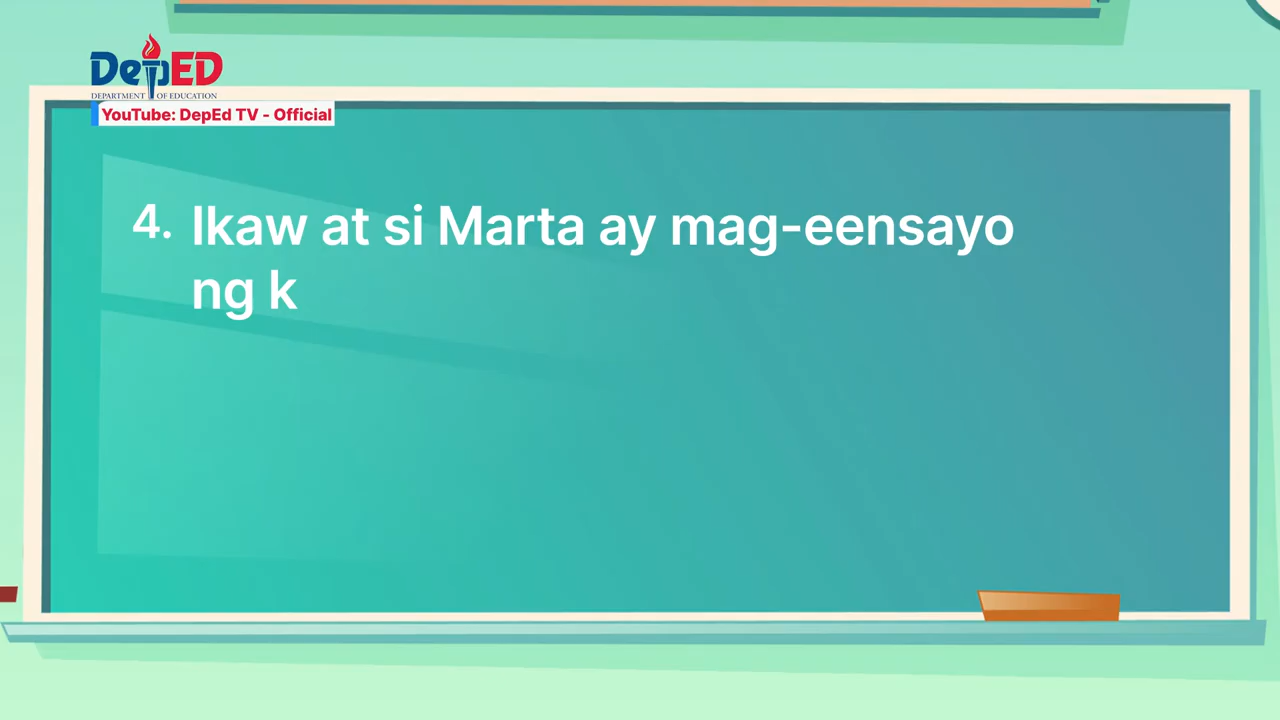 DepED
DEPARTMENT OF EDUCATION
YouTube: DepEd TV - Official
4. Ikaw at si Marta ay mag-eensayo
ng k